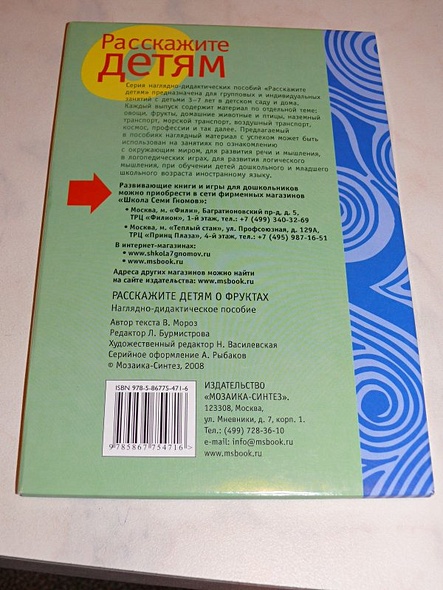 Расскажите
детям
Серия наглядно-дидактических пособий «Расскажите
детям» предназначена для групповых и индивидуальных
занятий с детьми 3–7 лет в детском саду и дома.
Каждый выпуск содержит материал по отдельной теме:
овощи, фрукты, домашние животные и птицы, наземный
транспорт, морской транспорт, воздушный транспорт,
космос, профессии и так далее. Предлагаемый
в пособиях наглядный материал с успехом может быть
использован на занятиях по ознакомлению
с окружающим миром, для развития речи и мышления,
в логопедических играх, для развития логического
мышления, при обучении детей дошкольного и младшего
школьного возраста иностранному языку.
Развивающие книги и игры для дошкольников
можно приобрести в сети фирменных магазинов
«Школа Семи Гномов»:
• Москва, м. «Фили», Багратионовский пр-д, д. 5,
ТРЦ «Филион», 1-й этаж, тел.: +7 (499) 340-32-69
• Москва, м. «Теплый стан», ул. Профсоюзная, д. 129А,
ТРЦ «Принц Плаза», 4-й этаж, тел.: +7 (495) 987-16-51
В интернет-магазинах:
• www.shkola7gnomov.ru
• www.msbook.ru
Адреса других магазинов можно найти
на сайте издательства: www.msbook.ru
РАССКАЖИТЕ ДЕТЯМ О ФРУКТАХ
Наглядно-дидактическое пособие
Автор текста В. Мороз
Редактор Л. Бурмистрова
Художественный редактор Н. Василевская
Серийное оформление А. Рыбаков
© Мозаика-Синтез, 2008
ISBN 978-5-86775-471-6
9785867754716
ИЗДАТЕЛЬСТВО
«МОЗАИКА-СИНТЕЗ».
123308, Москва,
ул. Мневники, д. 7, корп. 1.
Тел.: (499) 728-36-10
e-mail: info@msbook.ru
www.msbook.ru